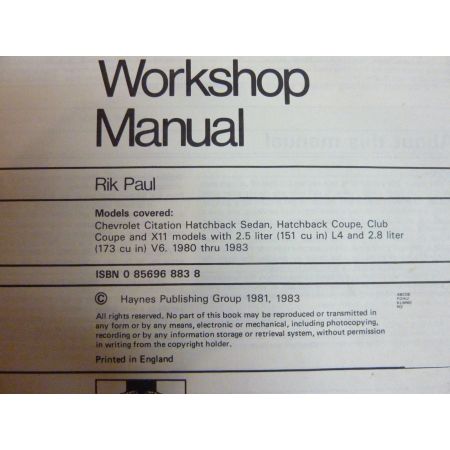 Workshop
Manual
Rik Paul
Models covered:
Chevrolet Citation Hatchback Sedan, Hatchback Coupe, Club
Coupe and X11 models with 2.5 liter (151 cu in) L4 and 2.8 liter
(173 cu in) V6. 1980 thru 1983
ISBN 0 85696 883 8
© Haynes Publishing Group 1981, 1983
All rights reserved. No part of this book may be reproduced or transmitted in
any form or by any means, electronic or mechanical, including photocopying,
recording or by any information storage or retrieval system, without permission
in writing from the copyright holder.
Printed in England